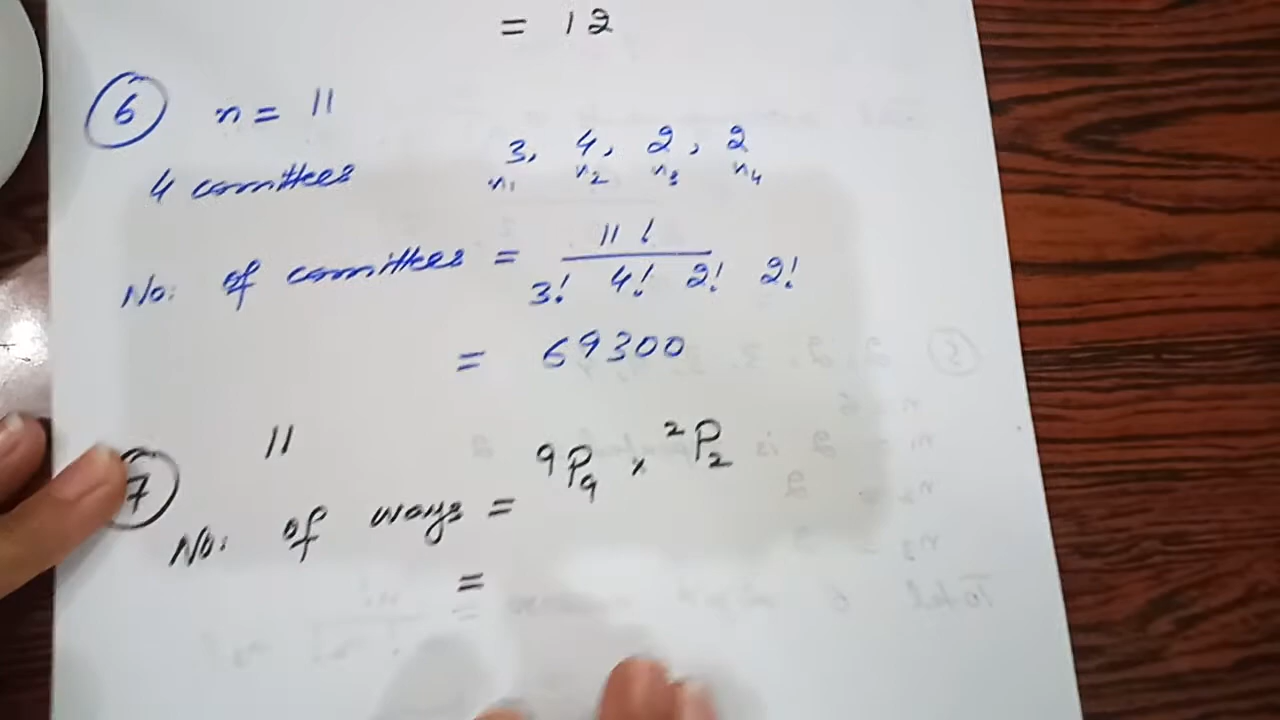 = 12
6 n = 11
4 comittees 3, 4, 2, 2
n1 n2 n3 n4
No: of comittees = 11! / 3! 4! 2! 2!
= 69300
7 11
No: of ways = ⁹P₉ × ²P₂
=